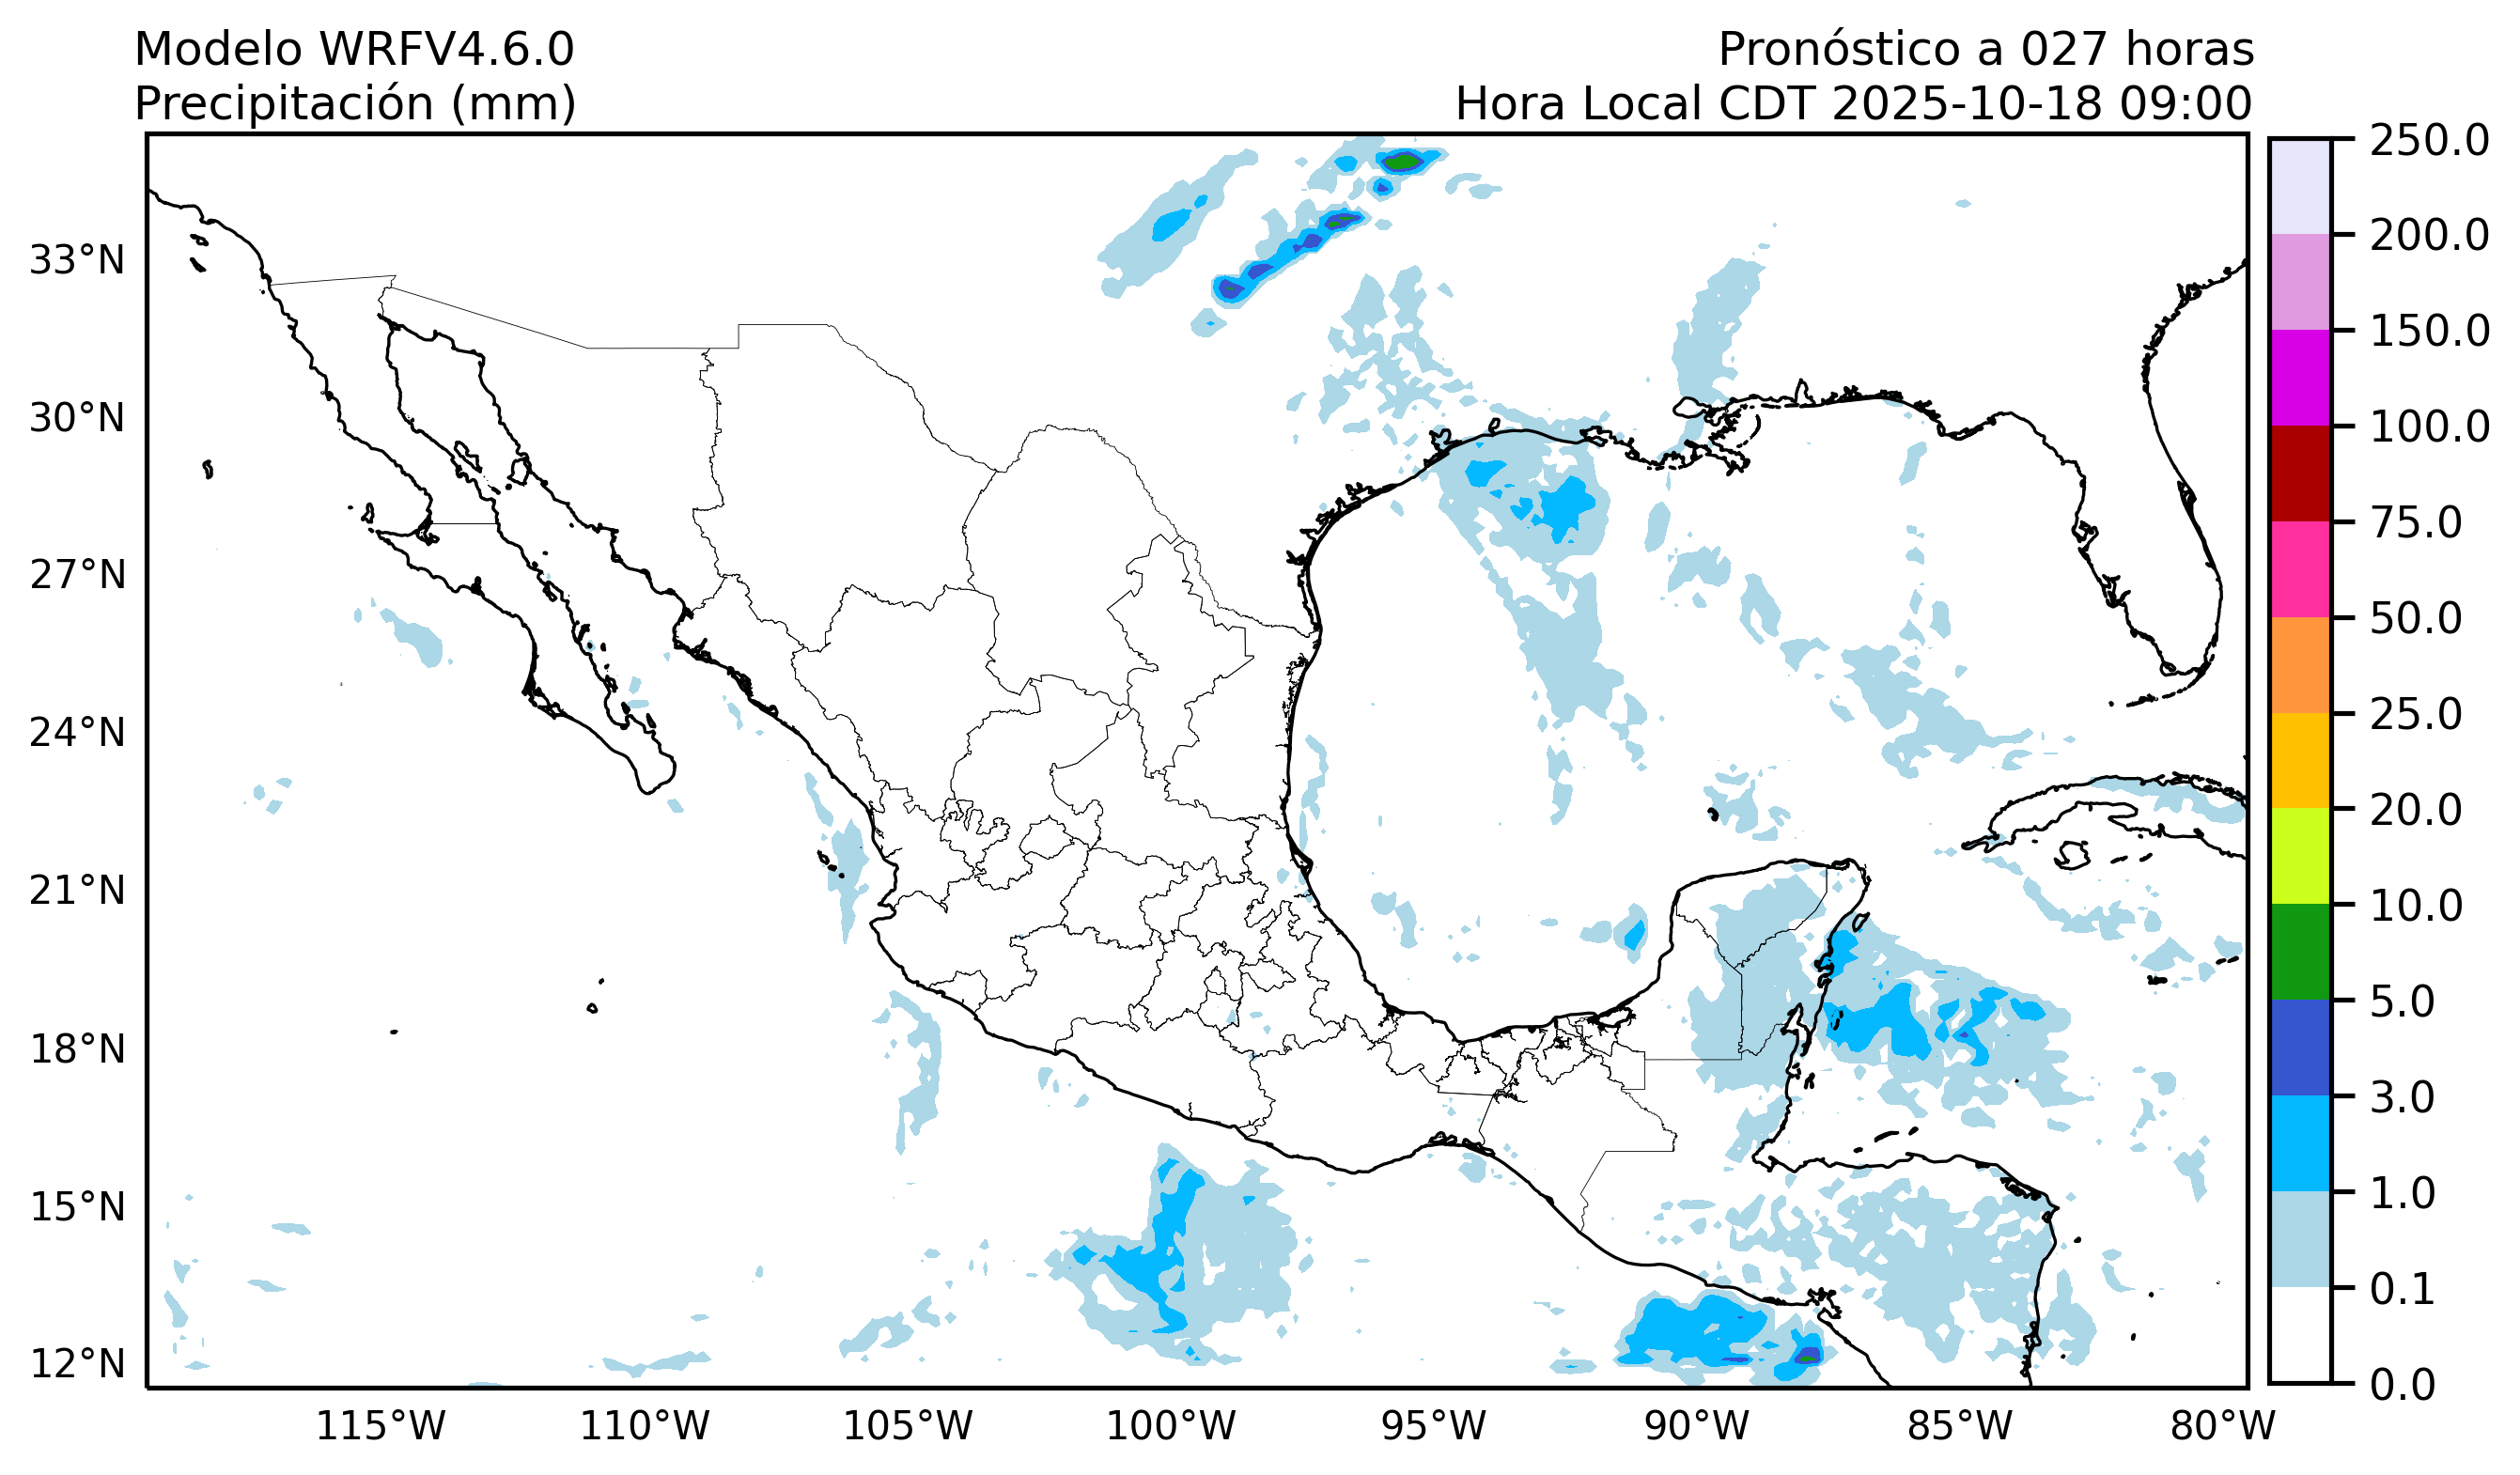 Modelo WRFV4.6.0
Precipitación (mm)
Pronóstico a 027 horas
Hora Local CDT 2025-10-18 09:00
33°N
30°N
27°N
24°N
21°N
18°N
15°N
12°N
115°W
110°W
105°W
100°W
95°W
90°W
85°W
80°W
250.0
200.0
150.0
100.0
75.0
50.0
25.0
20.0
10.0
5.0
3.0
1.0
0.1
0.0